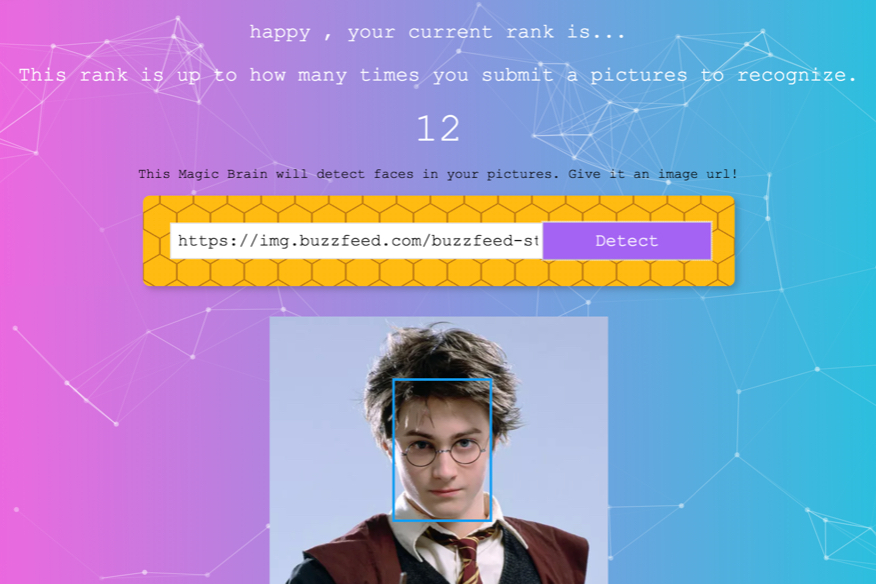 happy , your current rank is...
This rank is up to how many times you submit a pictures to recognize.
12
This Magic Brain will detect faces in your pictures. Give it an image url!
https://img.buzzfeed.com/buzzfeed-st
Detect